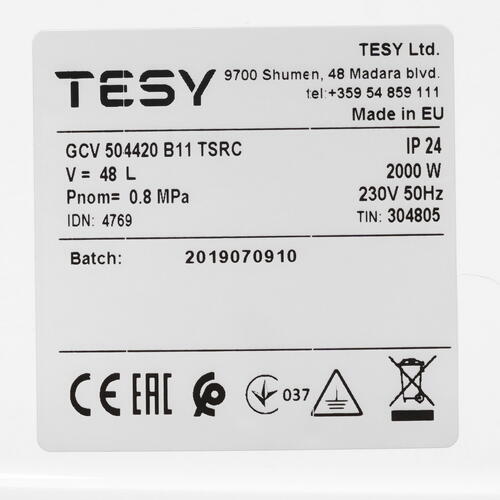 TESY
TESY Ltd.
9700 Shumen, 48 Madara blvd.
tel:+359 54 859 111
Made in EU
GCV 504420 B11 TSRC
IP 24
V = 48 L
2000 W
Pnom= 0.8 MPa
230V 50Hz
IDN: 4769
TIN: 304805
Batch: 2019070910
CE EAC 037